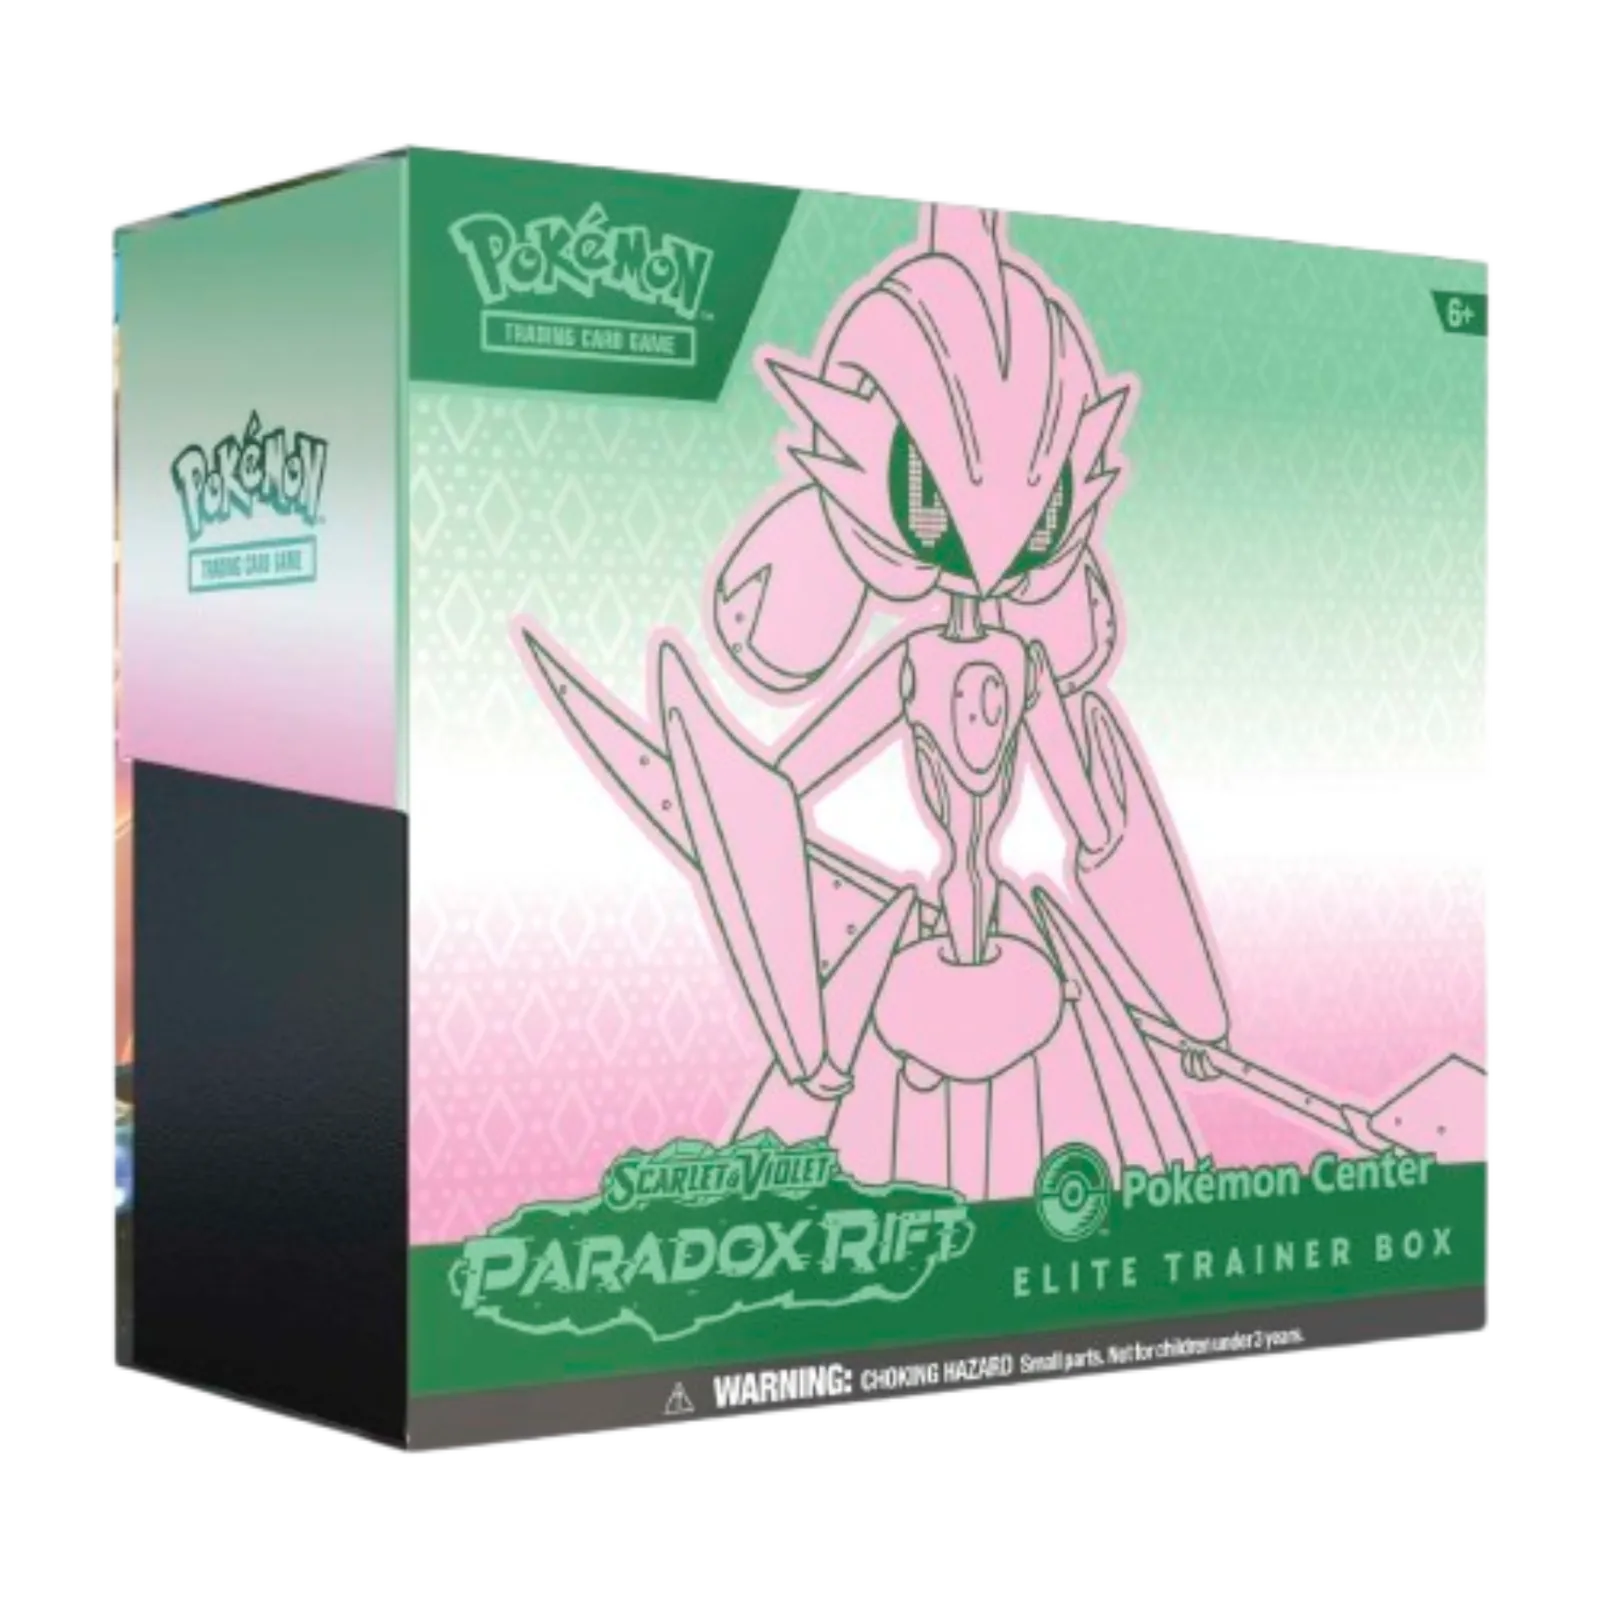 POKéMON
TRADING CARD GAME
POKéMON
TRADING CARD GAME
6+
SCARLET & VIOLET
PARADOX RIFT
Pokémon Center
ELITE TRAINER BOX
WARNING: CHOKING HAZARD Small parts. Not for children under 3 years.